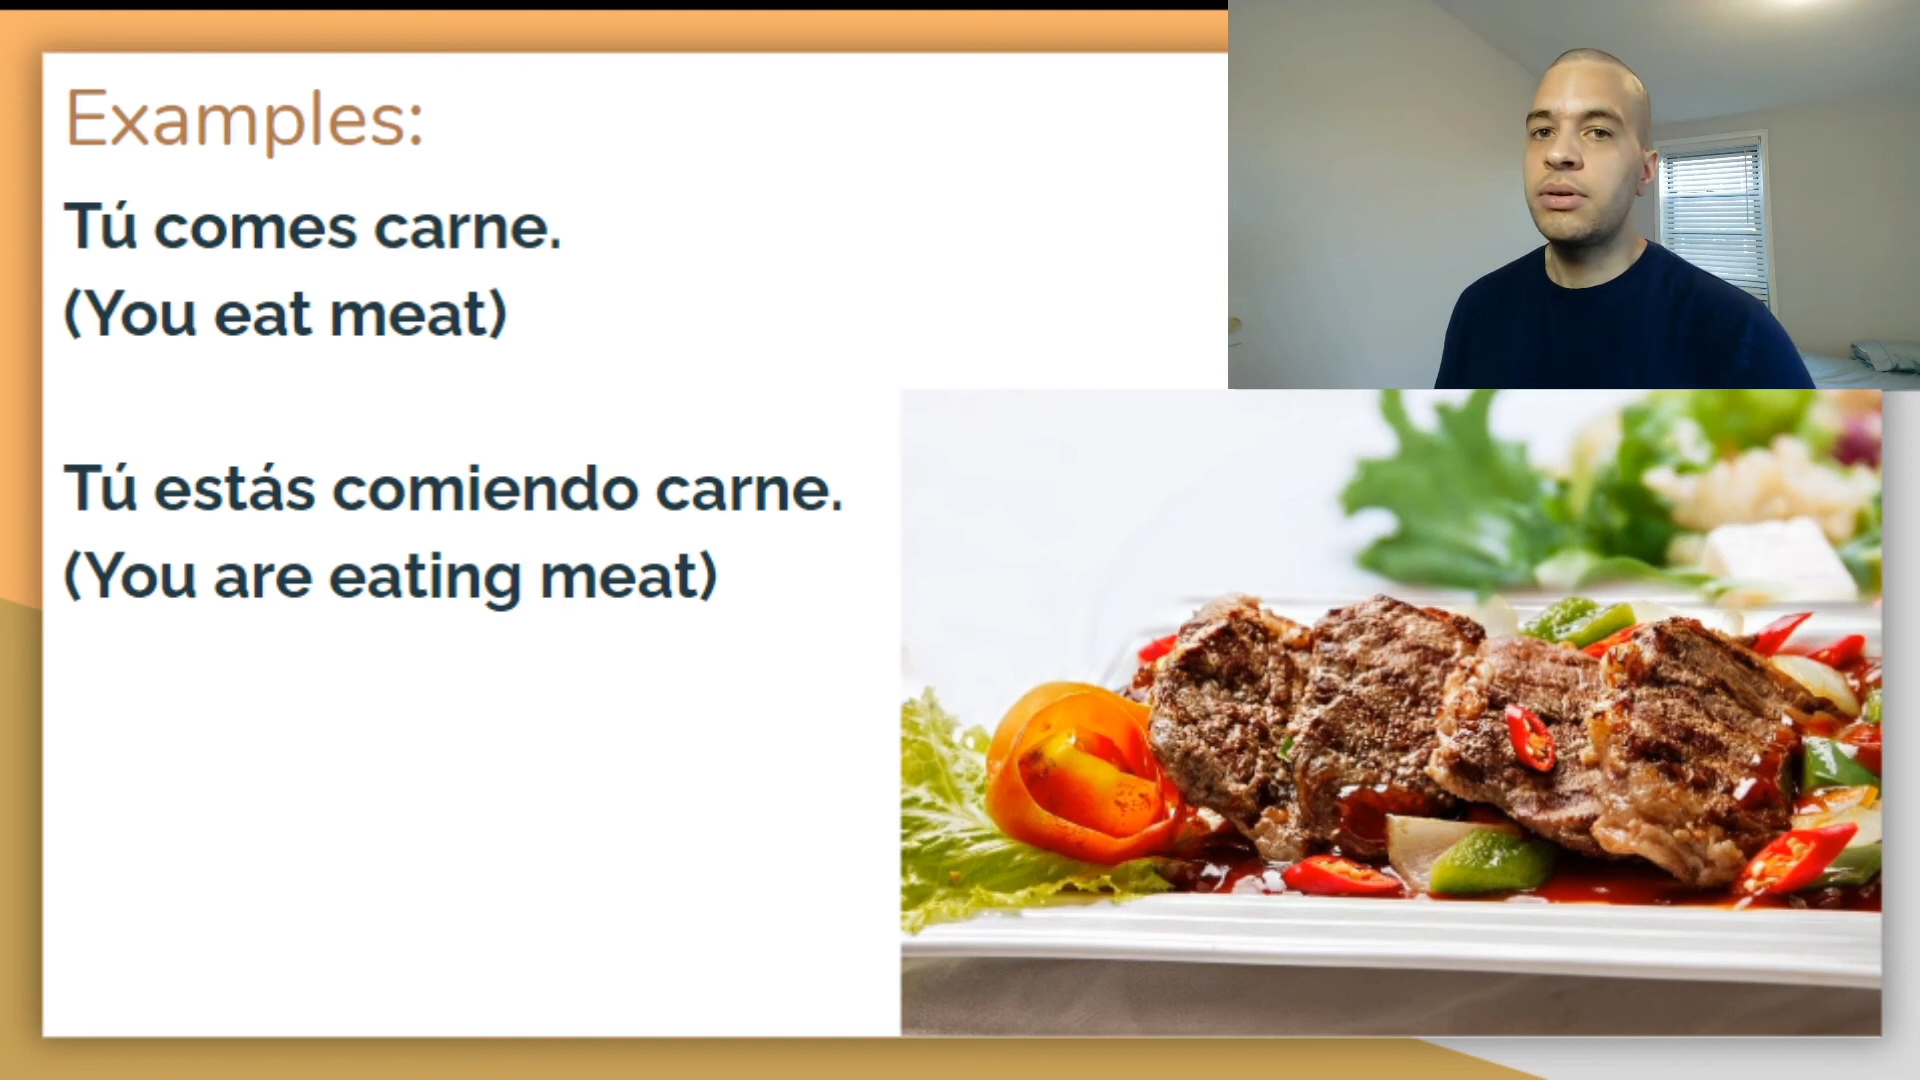 Examples:
Tú comes carne.
(You eat meat)
Tú estás comiendo carne.
(You are eating meat)